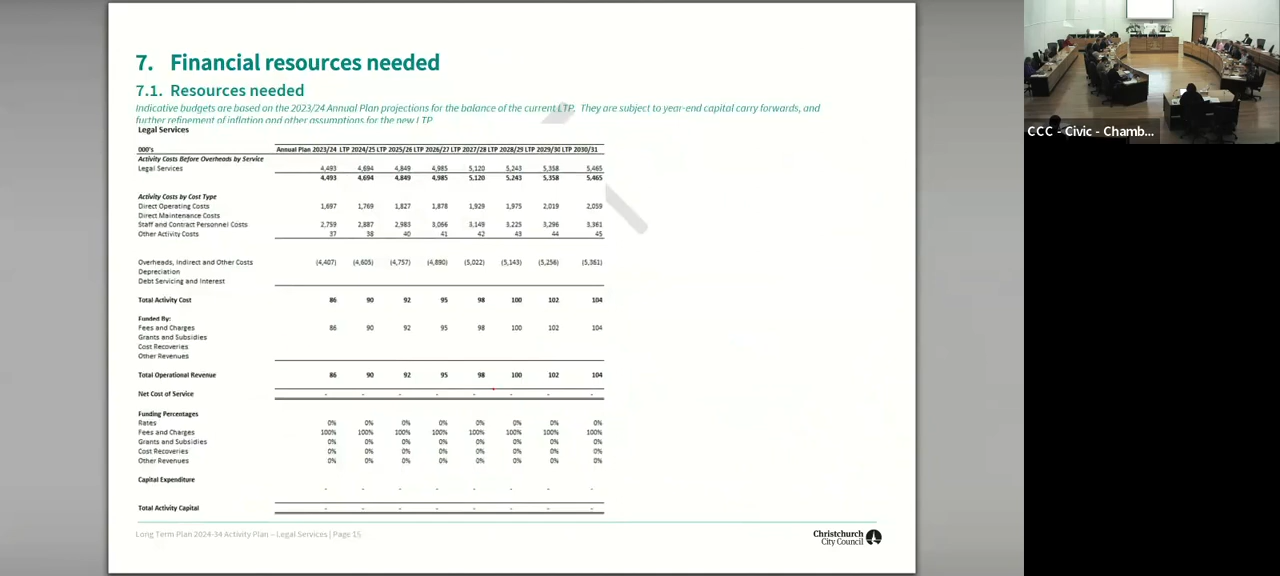 7. Financial resources needed
7.1. Resources needed
Indicative budgets are based on the 2023/24 Annual Plan projections for the balance of the current LTP. They are subject to year-end capital carry forwards, and
further refinement of inflation and other assumptions for the new LTP
Legal Services
000's Annual Plan 2023/24 LTP 2024/25 LTP 2025/26 LTP 2026/27 LTP 2027/28 LTP 2028/29 LTP 2029/30 LTP 2030/31
Activity Costs Before Overheads by Service
Legal Services 4,493 4,694 4,849 4,985 5,120 5,243 5,358 5,465
4,493 4,694 4,849 4,985 5,120 5,243 5,358 5,465
Activity Costs by Cost Type
Direct Operating Costs 1,697 1,769 1,827 1,878 1,929 1,975 2,019 2,059
Direct Maintenance Costs
Staff and Contract Personnel Costs 2,759 2,887 2,983 3,066 3,149 3,225 3,296 3,361
Other Activity Costs 37 38 40 41 42 43 44 45
Overheads, Indirect and Other Costs (4,407) (4,605) (4,757) (4,890) (5,022) (5,143) (5,256) (5,361)
Depreciation
Debt Servicing and Interest
Total Activity Cost 86 90 92 95 98 100 102 104
Funded By:
Fees and Charges 86 90 92 95 98 100 102 104
Grants and Subsidies
Cost Recoveries
Other Revenues
Total Operational Revenue 86 90 92 95 98 100 102 104
Net Cost of Service - - - - - - - -
Funding Percentages
Rates 0% 0% 0% 0% 0% 0% 0% 0%
Fees and Charges 100% 100% 100% 100% 100% 100% 100% 100%
Grants and Subsidies 0% 0% 0% 0% 0% 0% 0% 0%
Cost Recoveries 0% 0% 0% 0% 0% 0% 0% 0%
Other Revenues 0% 0% 0% 0% 0% 0% 0% 0%
Capital Expenditure
- - - - - - - -
Total Activity Capital - - - - - - - -
Long Term Plan 2024-34 Activity Plan – Legal Services | Page 15
Christchurch
City Council
CCC - Civic - Chamb...